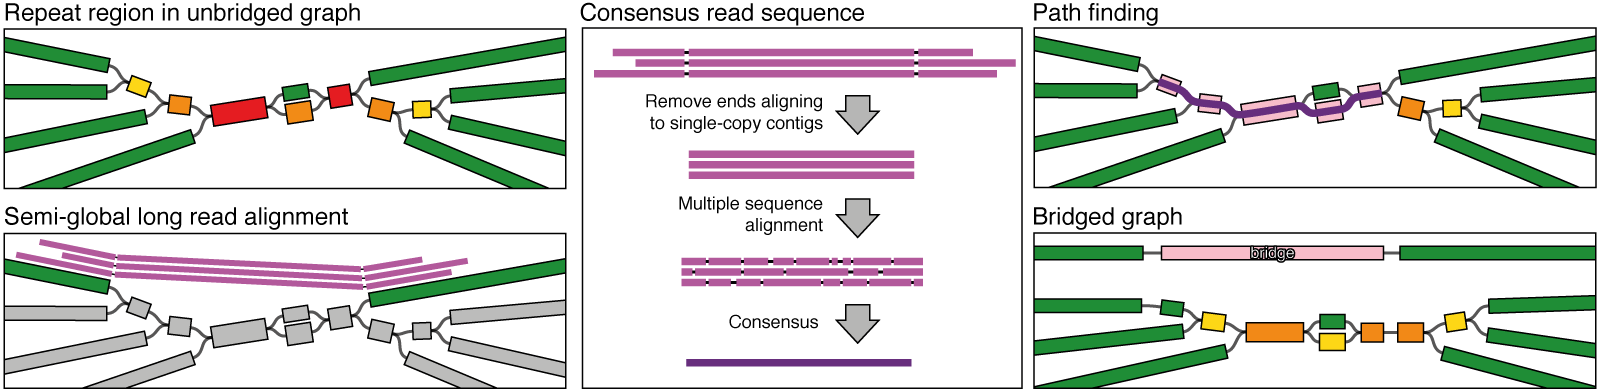 Repeat region in unbridged graph
Semi-global long read alignment
Consensus read sequence
Remove ends aligning
to single-copy contigs
Multiple sequence
alignment
Consensus
Path finding
Bridged graph
bridge